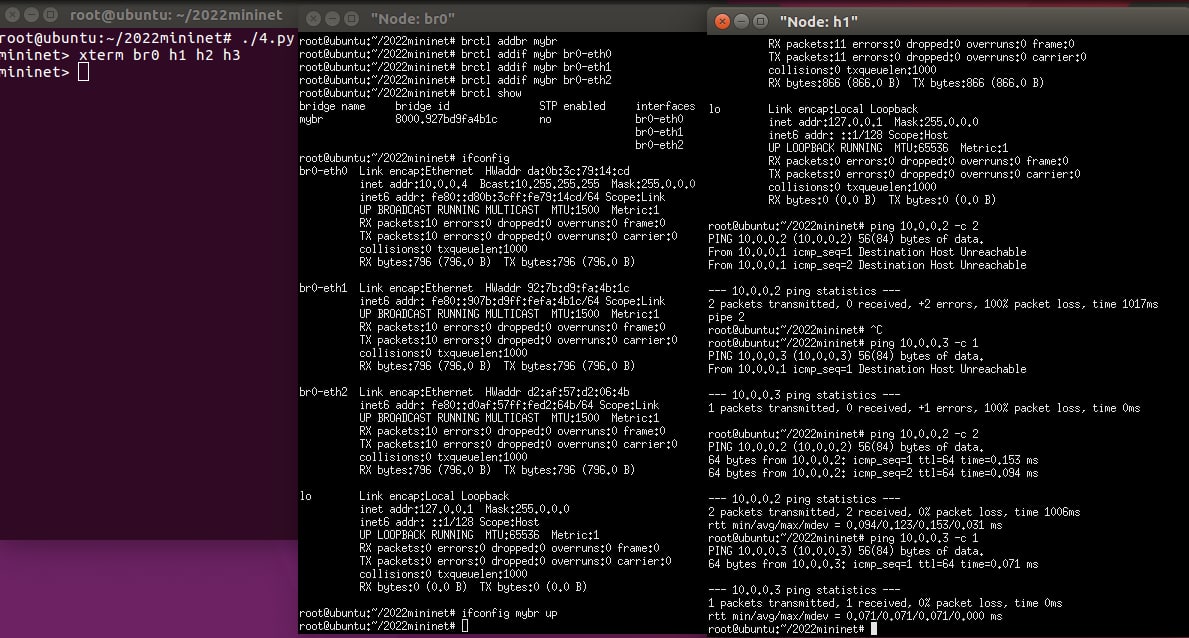 root@ubuntu: ~/2022mininet
root@ubuntu:~/2022mininet# ./4.py
mininet> xterm br0 h1 h2 h3
mininet>
"Node: br0"
root@ubuntu:~/2022mininet# brctl addbr mybr
root@ubuntu:~/2022mininet# brctl addif mybr br0-eth0
root@ubuntu:~/2022mininet# brctl addif mybr br0-eth1
root@ubuntu:~/2022mininet# brctl addif mybr br0-eth2
root@ubuntu:~/2022mininet# brctl show
bridge name     bridge id               STP enabled     interfaces
mybr            8000.927bd9fa4b1c       no              br0-eth0
br0-eth1
br0-eth2
root@ubuntu:~/2022mininet# ifconfig
br0-eth0  Link encap:Ethernet  HWaddr da:0b:3c:79:14:cd
inet addr:10.0.0.4  Bcast:10.255.255.255  Mask:255.0.0.0
inet6 addr: fe80::d80b:3cff:fe79:14cd/64 Scope:Link
UP BROADCAST RUNNING MULTICAST  MTU:1500  Metric:1
RX packets:10 errors:0 dropped:0 overruns:0 frame:0
TX packets:10 errors:0 dropped:0 overruns:0 carrier:0
collisions:0 txqueuelen:1000
RX bytes:796 (796.0 B)  TX bytes:796 (796.0 B)
br0-eth1  Link encap:Ethernet  HWaddr 92:7b:d9:fa:4b:1c
inet6 addr: fe80::907b:d9ff:fefa:4b1c/64 Scope:Link
UP BROADCAST RUNNING MULTICAST  MTU:1500  Metric:1
RX packets:10 errors:0 dropped:0 overruns:0 frame:0
TX packets:10 errors:0 dropped:0 overruns:0 carrier:0
collisions:0 txqueuelen:1000
RX bytes:796 (796.0 B)  TX bytes:796 (796.0 B)
br0-eth2  Link encap:Ethernet  HWaddr d2:af:57:d2:06:4b
inet6 addr: fe80::d0af:57ff:fed2:64b/64 Scope:Link
UP BROADCAST RUNNING MULTICAST  MTU:1500  Metric:1
RX packets:10 errors:0 dropped:0 overruns:0 frame:0
TX packets:10 errors:0 dropped:0 overruns:0 carrier:0
collisions:0 txqueuelen:1000
RX bytes:796 (796.0 B)  TX bytes:796 (796.0 B)
lo        Link encap:Local Loopback
inet addr:127.0.0.1  Mask:255.0.0.0
inet6 addr: ::1/128 Scope:Host
UP LOOPBACK RUNNING  MTU:65536  Metric:1
RX packets:0 errors:0 dropped:0 overruns:0 frame:0
TX packets:0 errors:0 dropped:0 overruns:0 carrier:0
collisions:0 txqueuelen:1000
RX bytes:0 (0.0 B)  TX bytes:0 (0.0 B)
root@ubuntu:~/2022mininet# ifconfig mybr up
root@ubuntu:~/2022mininet#
"Node: h1"
RX packets:11 errors:0 dropped:0 overruns:0 frame:0
TX packets:11 errors:0 dropped:0 overruns:0 carrier:0
collisions:0 txqueuelen:1000
RX bytes:866 (866.0 B)  TX bytes:866 (866.0 B)
lo        Link encap:Local Loopback
inet addr:127.0.0.1  Mask:255.0.0.0
inet6 addr: ::1/128 Scope:Host
UP LOOPBACK RUNNING  MTU:65536  Metric:1
RX packets:0 errors:0 dropped:0 overruns:0 frame:0
TX packets:0 errors:0 dropped:0 overruns:0 carrier:0
collisions:0 txqueuelen:1000
RX bytes:0 (0.0 B)  TX bytes:0 (0.0 B)
root@ubuntu:~/2022mininet# ping 10.0.0.2 -c 2
PING 10.0.0.2 (10.0.0.2) 56(84) bytes of data.
From 10.0.0.1 icmp_seq=1 Destination Host Unreachable
From 10.0.0.1 icmp_seq=2 Destination Host Unreachable
--- 10.0.0.2 ping statistics ---
2 packets transmitted, 0 received, +2 errors, 100% packet loss, time 1017ms
pipe 2
root@ubuntu:~/2022mininet# ^C
root@ubuntu:~/2022mininet# ping 10.0.0.3 -c 1
PING 10.0.0.3 (10.0.0.3) 56(84) bytes of data.
From 10.0.0.1 icmp_seq=1 Destination Host Unreachable
--- 10.0.0.3 ping statistics ---
1 packets transmitted, 0 received, +1 errors, 100% packet loss, time 0ms
root@ubuntu:~/2022mininet# ping 10.0.0.2 -c 2
PING 10.0.0.2 (10.0.0.2) 56(84) bytes of data.
64 bytes from 10.0.0.2: icmp_seq=1 ttl=64 time=0.153 ms
64 bytes from 10.0.0.2: icmp_seq=2 ttl=64 time=0.094 ms
--- 10.0.0.2 ping statistics ---
2 packets transmitted, 2 received, 0% packet loss, time 1006ms
rtt min/avg/max/mdev = 0.094/0.123/0.153/0.031 ms
root@ubuntu:~/2022mininet# ping 10.0.0.3 -c 1
PING 10.0.0.3 (10.0.0.3) 56(84) bytes of data.
64 bytes from 10.0.0.3: icmp_seq=1 ttl=64 time=0.071 ms
--- 10.0.0.3 ping statistics ---
1 packets transmitted, 1 received, 0% packet loss, time 0ms
rtt min/avg/max/mdev = 0.071/0.071/0.071/0.000 ms
root@ubuntu:~/2022mininet#